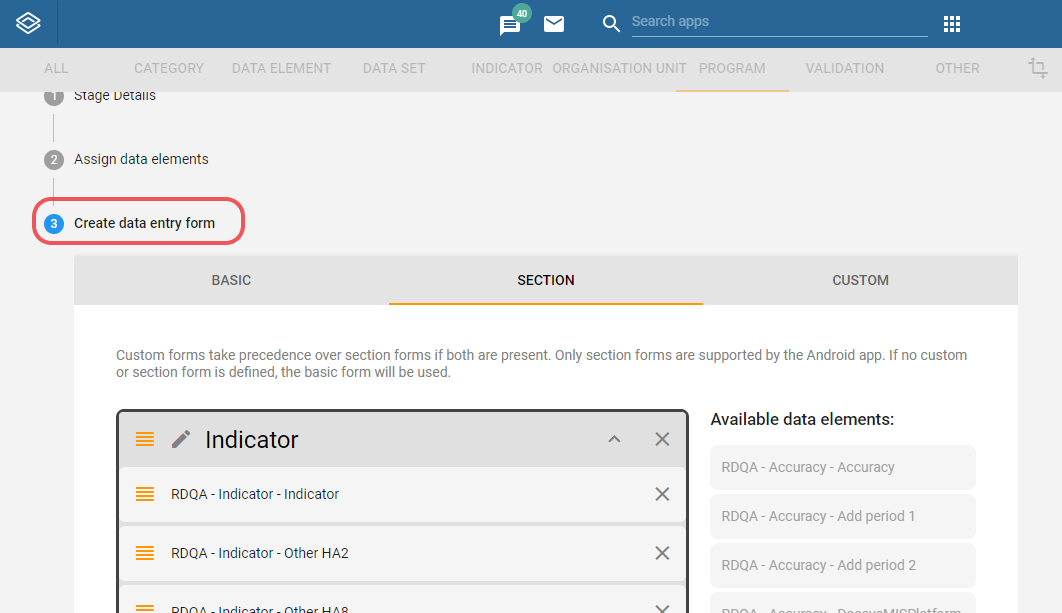 40
Search apps
ALL CATEGORY DATA ELEMENT DATA SET INDICATOR ORGANISATION UNIT PROGRAM VALIDATION OTHER
1 Stage Details
2 Assign data elements
3 Create data entry form
BASIC SECTION CUSTOM
Custom forms take precedence over section forms if both are present. Only section forms are supported by the Android app. If no custom
or section form is defined, the basic form will be used.
Indicator
RDQA - Indicator - Indicator
RDQA - Indicator - Other HA2
RDQA - Indicator - Other HA8
Available data elements:
RDQA - Accuracy - Accuracy
RDQA - Accuracy - Add period 1
RDQA - Accuracy - Add period 2
RDQA - Accuracy -